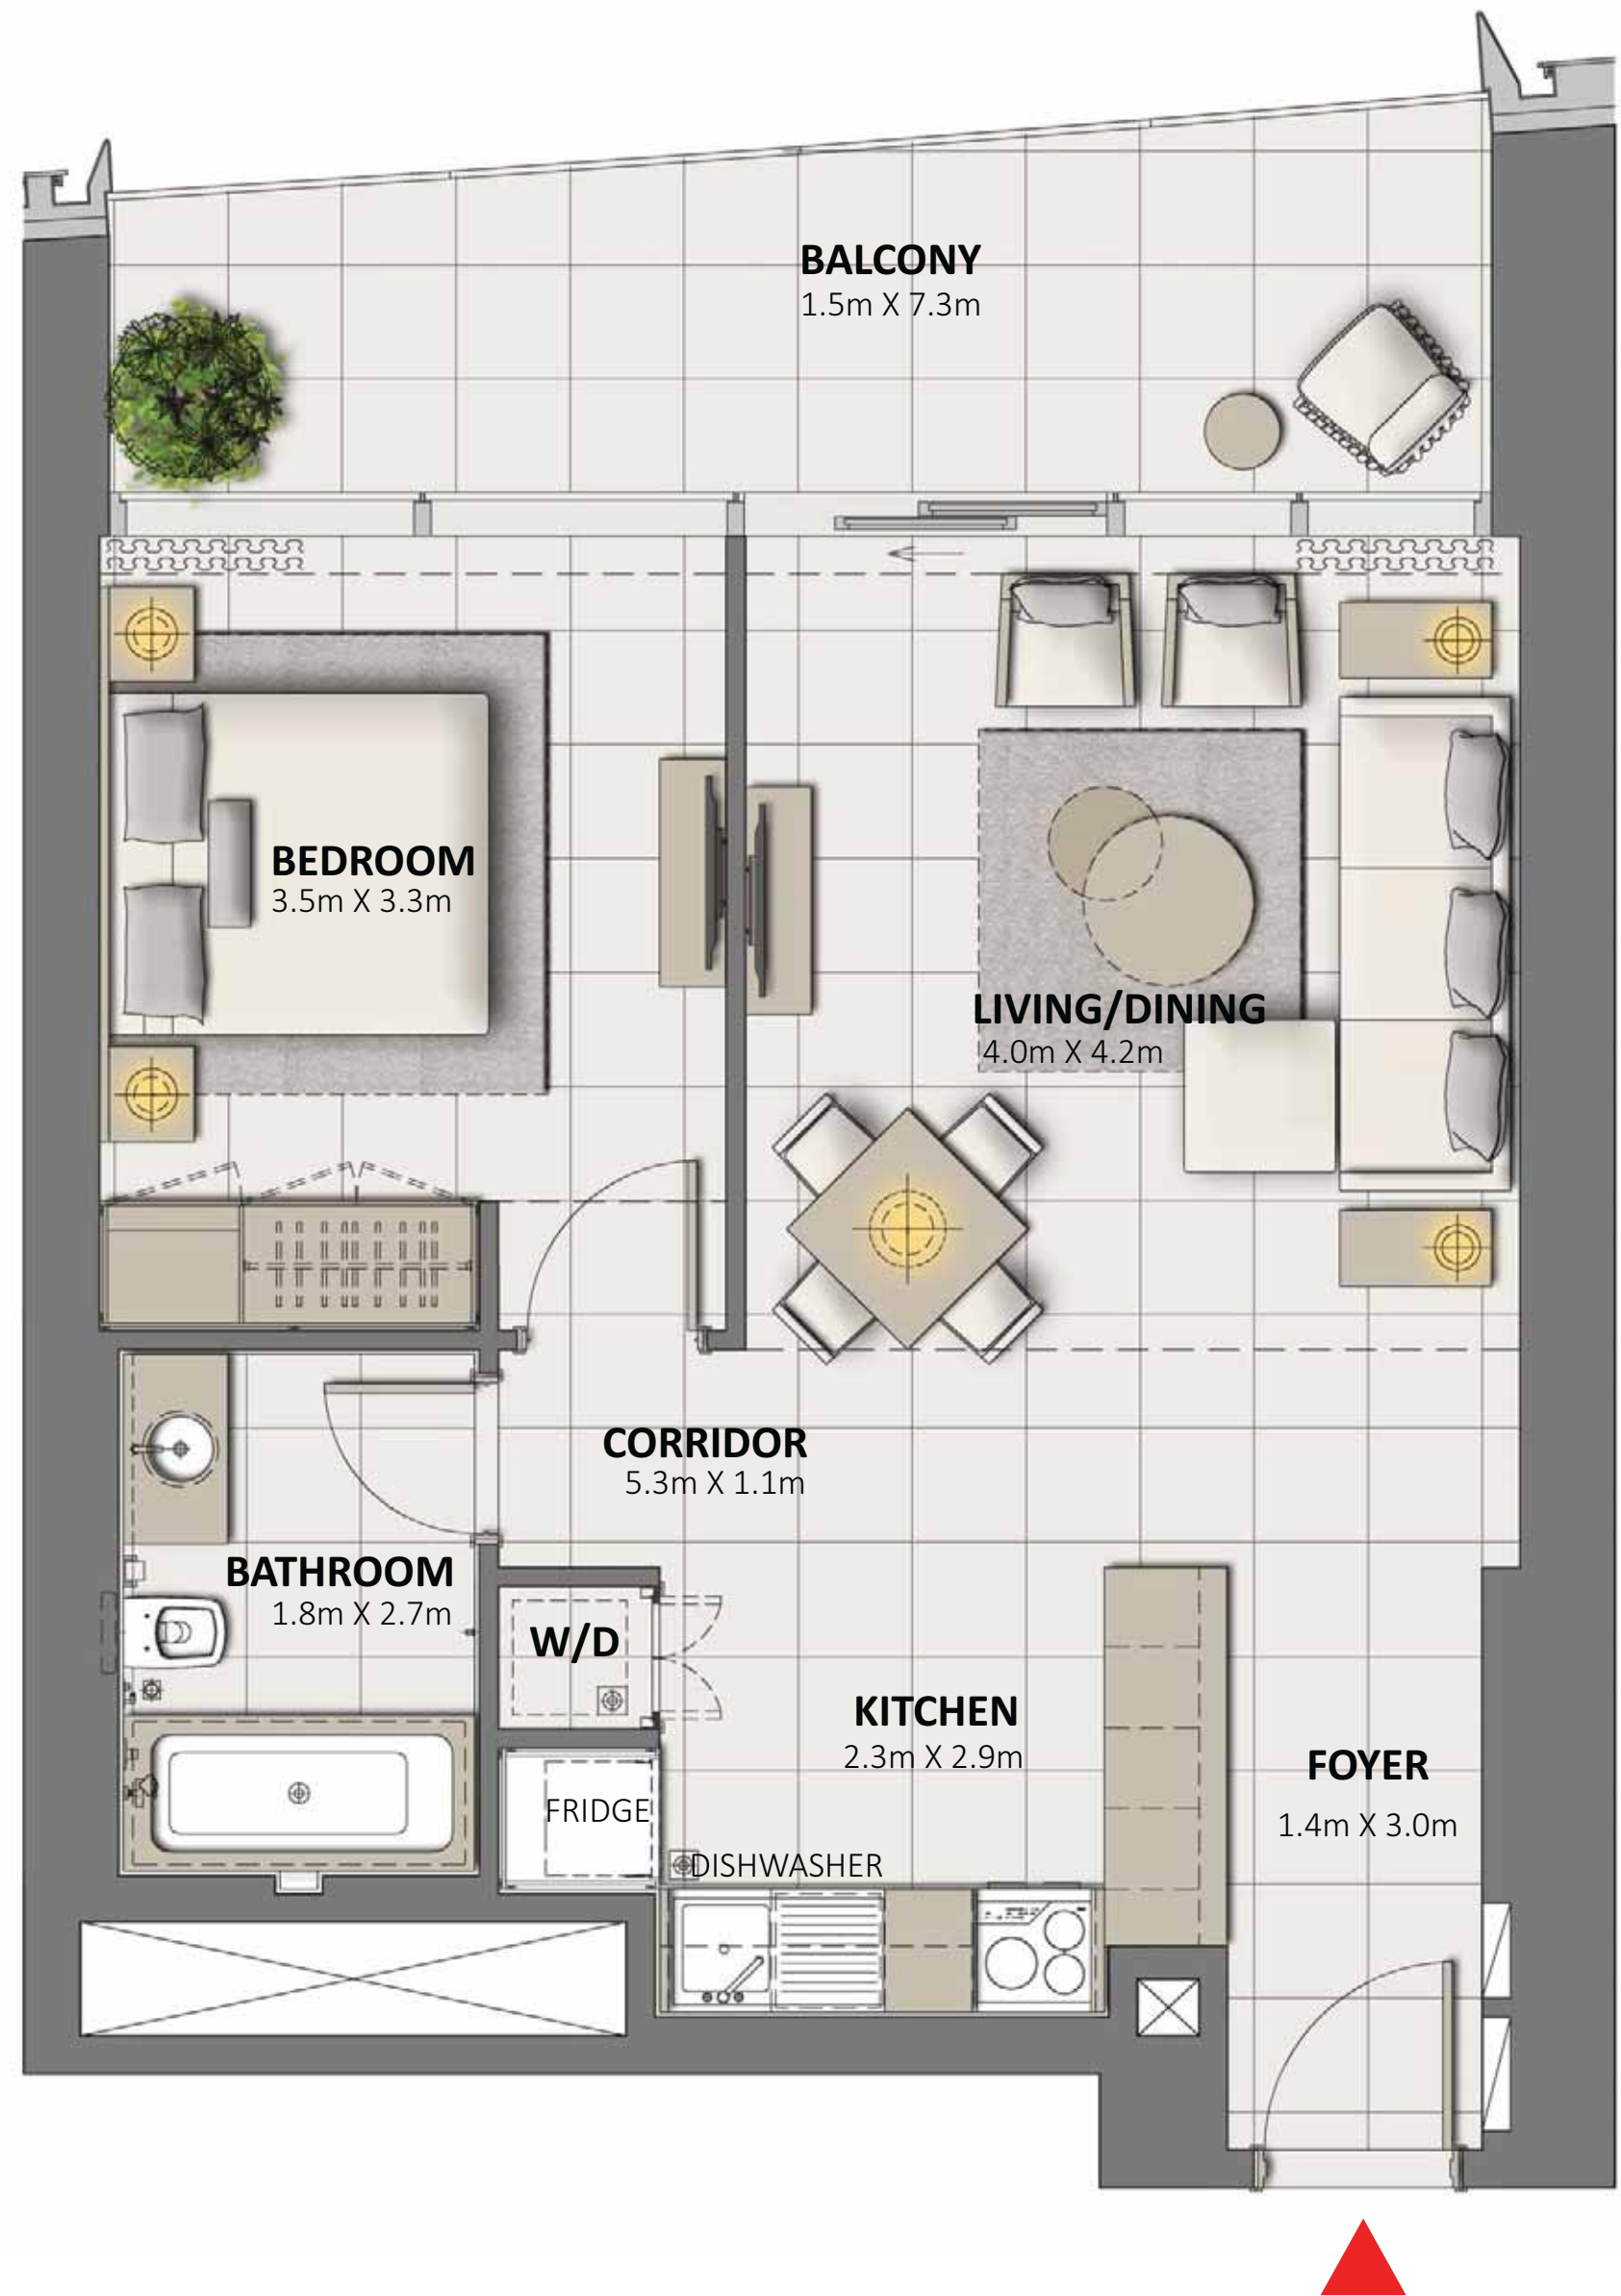 BALCONY
1.5m X 7.3m
BEDROOM
3.5m X 3.3m
LIVING/DINING
4.0m X 4.2m
CORRIDOR
5.3m X 1.1m
BATHROOM
1.8m X 2.7m
W/D
KITCHEN
2.3m X 2.9m
FOYER
1.4m X 3.0m
FRIDGE
DISHWASHER